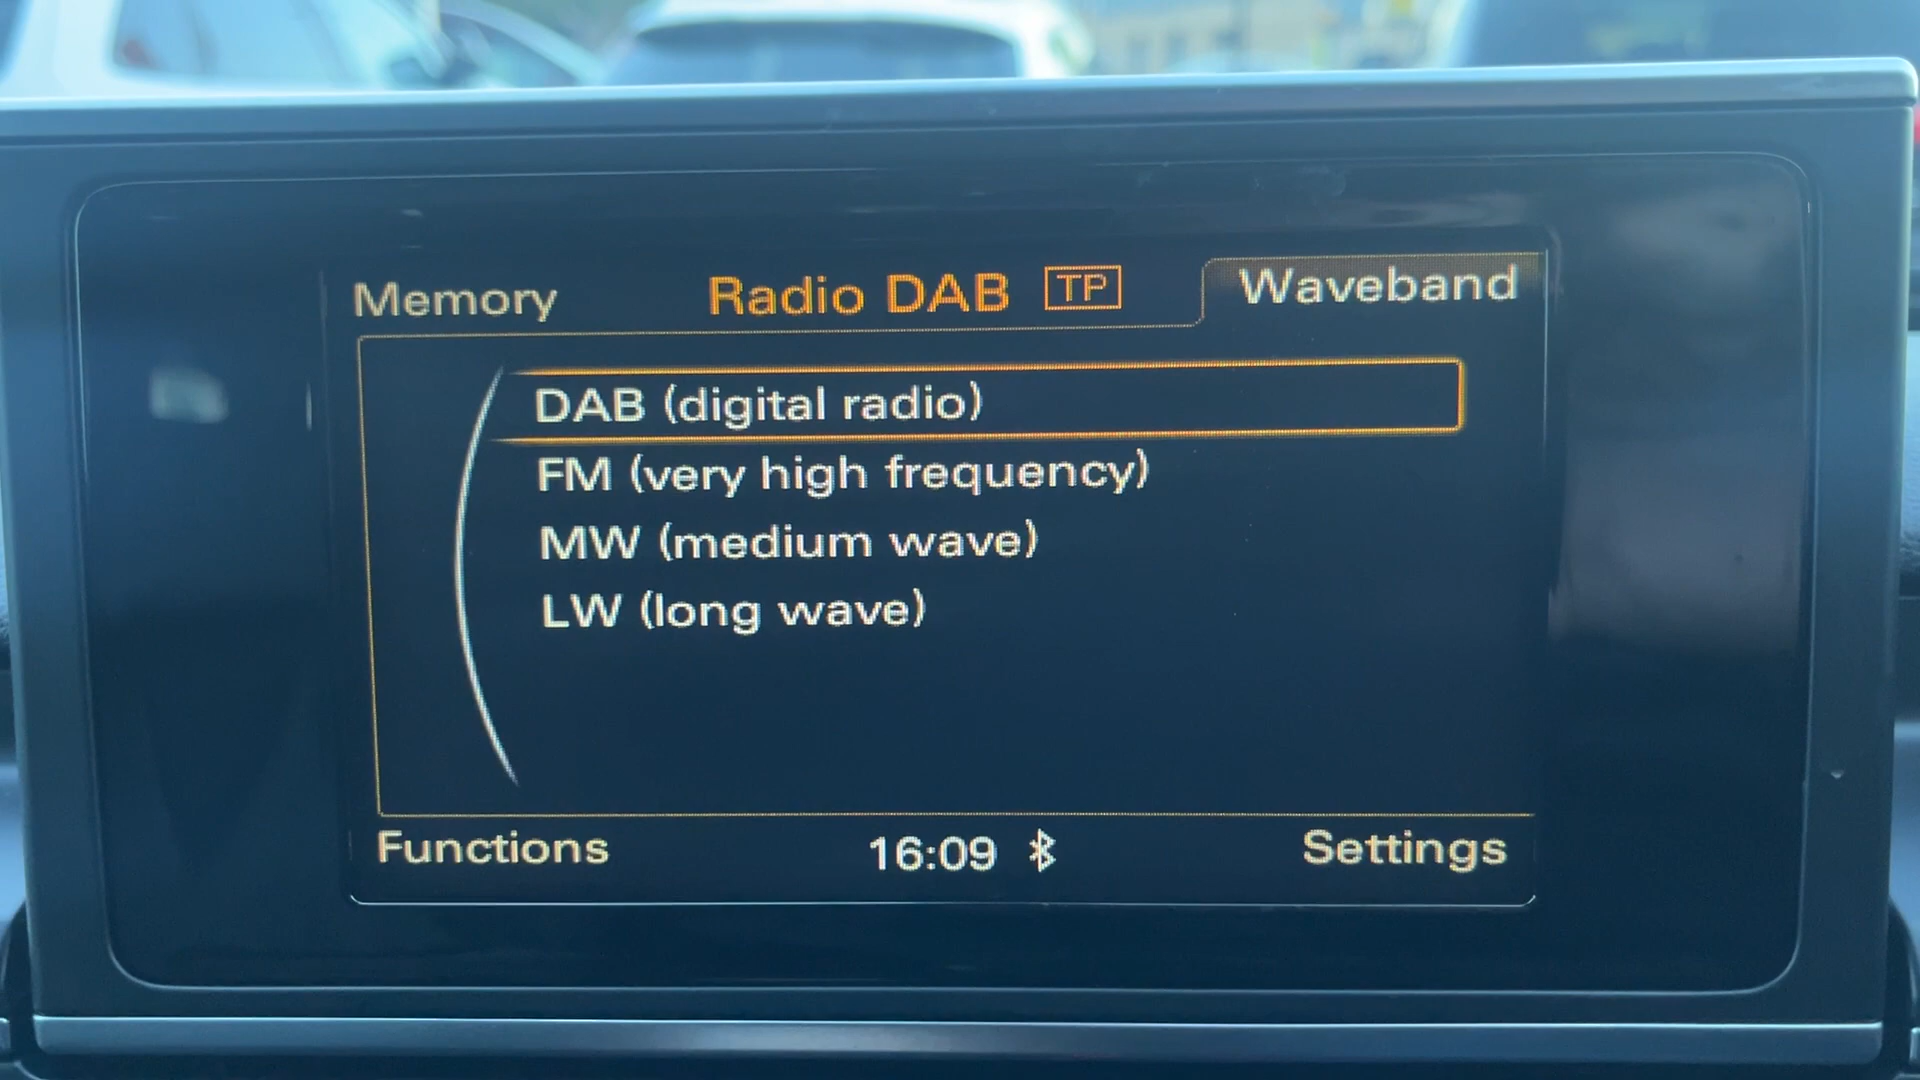 Memory Radio DAB TP Waveband
DAB (digital radio)
FM (very high frequency)
MW (medium wave)
LW (long wave)
Functions 16:09 Settings